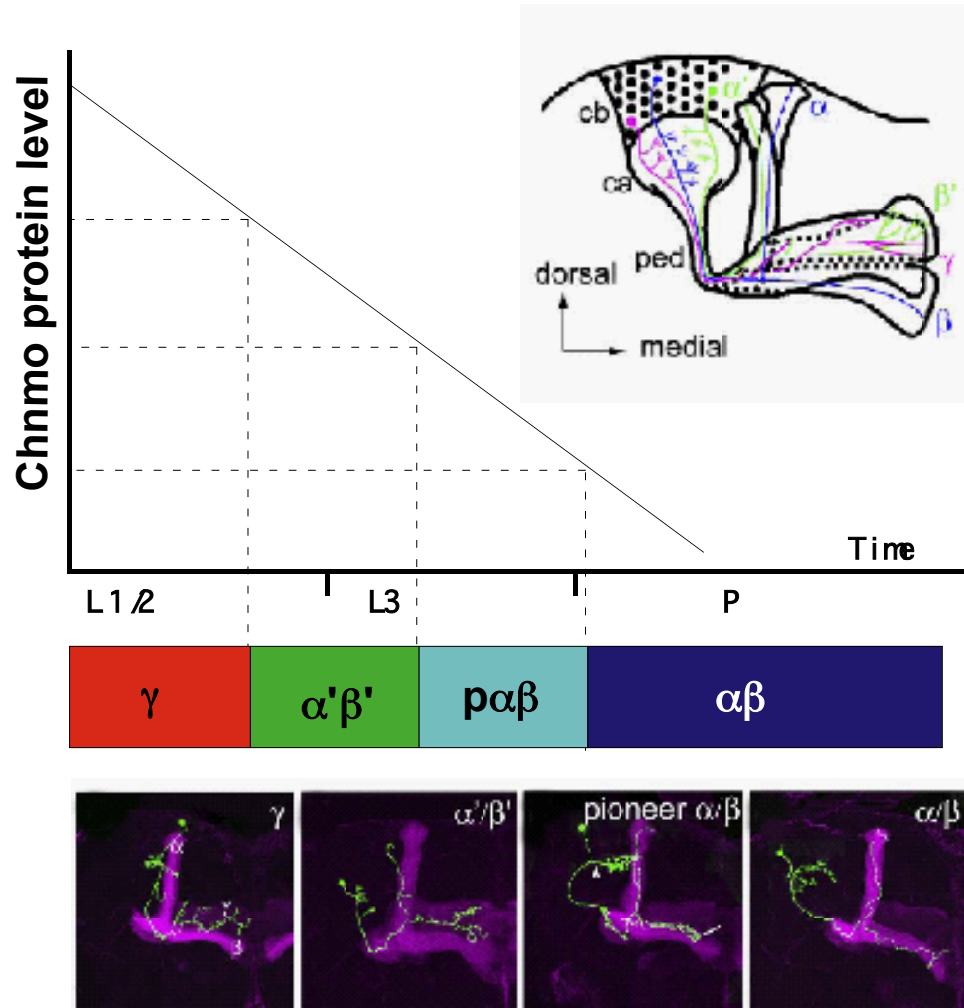 Chnmo protein level
cb
α'
α
ca
β'
ped
γ
dorsal
β
medial
Time
L1/2
L3
P
γ
α'β'
pαβ
αβ
γ
α'/β'
pioneer α/β
α/β
α
γ
β